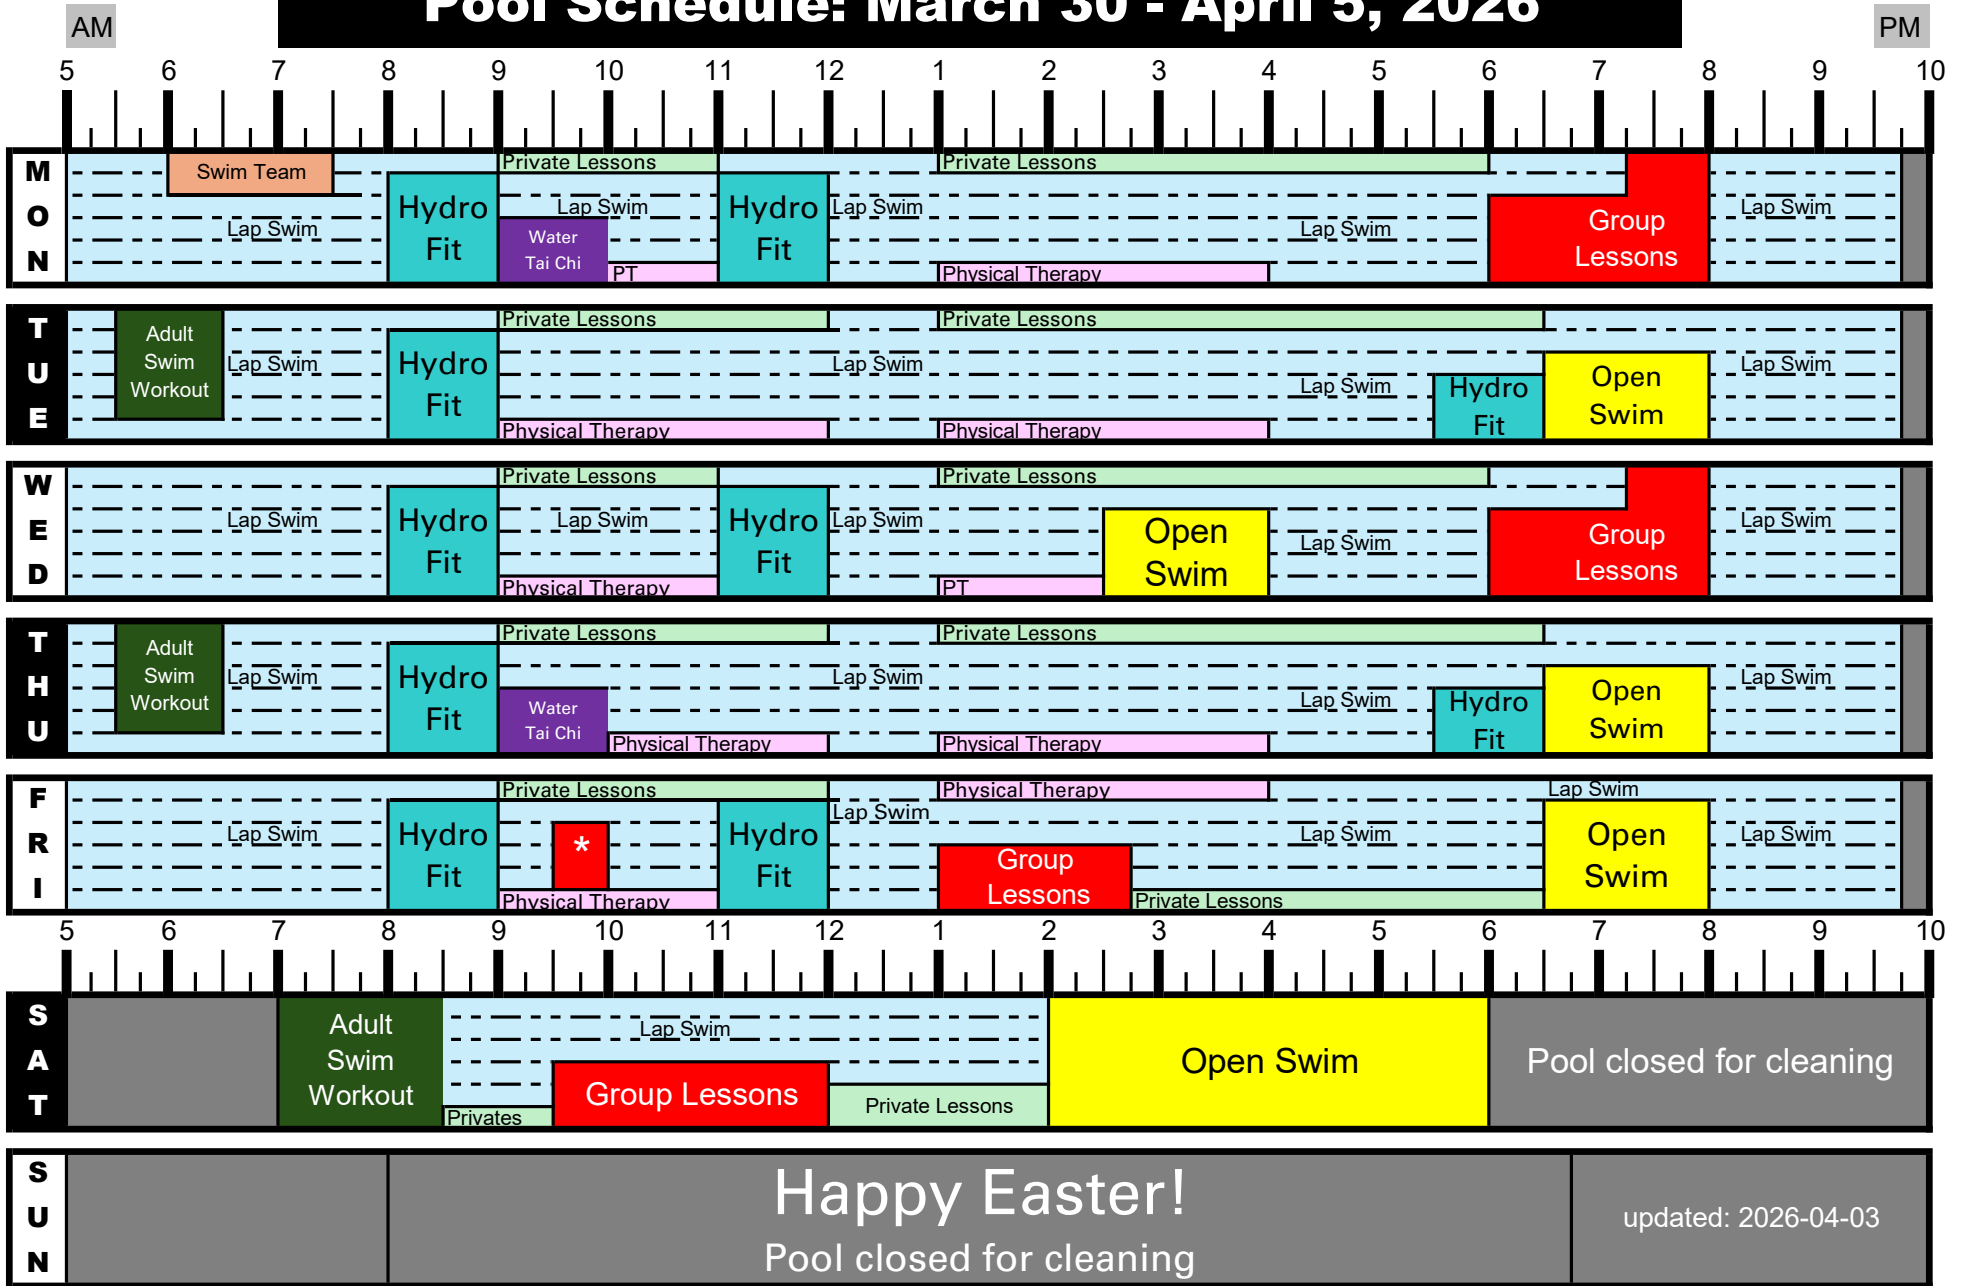 Pool Schedule: March 30 - April 5, 2026
AM
PM
5 6 7 8 9 10 11 12 1 2 3 4 5 6 7 8 9 10
MON
Swim Team
Lap Swim
Hydro
Fit
Private Lessons
Lap Swim
Water
Tai Chi
PT
Hydro
Fit
Lap Swim
Private Lessons
Physical Therapy
Lap Swim
Group
Lessons
Lap Swim
TUE
Adult
Swim
Workout
Lap Swim
Hydro
Fit
Private Lessons
Physical Therapy
Lap Swim
Private Lessons
Physical Therapy
Lap Swim
Hydro
Fit
Open
Swim
Lap Swim
WED
Lap Swim
Hydro
Fit
Private Lessons
Lap Swim
Physical Therapy
Hydro
Fit
Lap Swim
Private Lessons
PT
Open
Swim
Lap Swim
Group
Lessons
Lap Swim
THU
Adult
Swim
Workout
Lap Swim
Hydro
Fit
Private Lessons
Water
Tai Chi
Physical Therapy
Lap Swim
Private Lessons
Physical Therapy
Lap Swim
Hydro
Fit
Open
Swim
Lap Swim
FRI
Lap Swim
Hydro
Fit
Private Lessons
*
Physical Therapy
Hydro
Fit
Lap Swim
Physical Therapy
Group
Lessons
Private Lessons
Lap Swim
Lap Swim
Open
Swim
Lap Swim
5 6 7 8 9 10 11 12 1 2 3 4 5 6 7 8 9 10
SAT
Adult
Swim
Workout
Lap Swim
Privates
Group Lessons
Private Lessons
Open Swim
Pool closed for cleaning
SUN
Happy Easter!
Pool closed for cleaning
updated: 2026-04-03